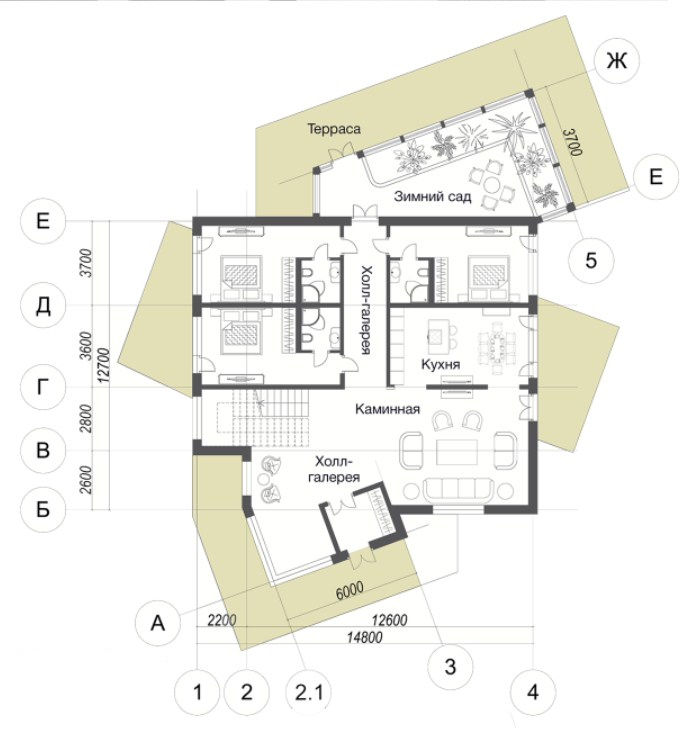 Ж
Терраса
3700
Е
Зимний сад
Е
5
3700
Холл-галерея
Д
3600
12700
Кухня
Г
Каминная
2800
В
Холл-
галерея
2600
Б
6000
А
2200
12600
14800
3
1
2
2.1
4